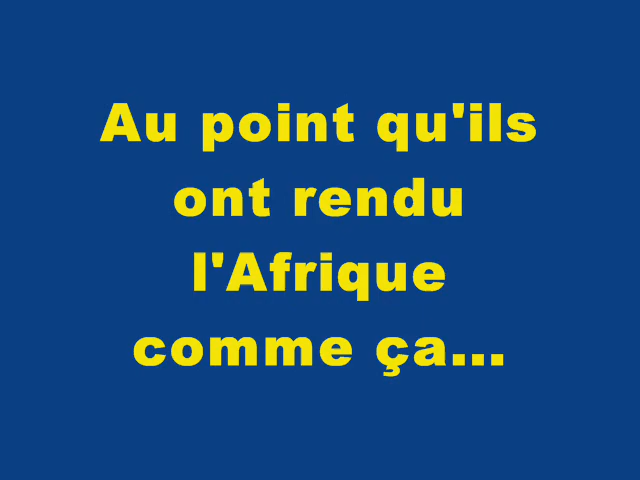 Au point qu'ils
ont rendu
l'Afrique
comme ça...